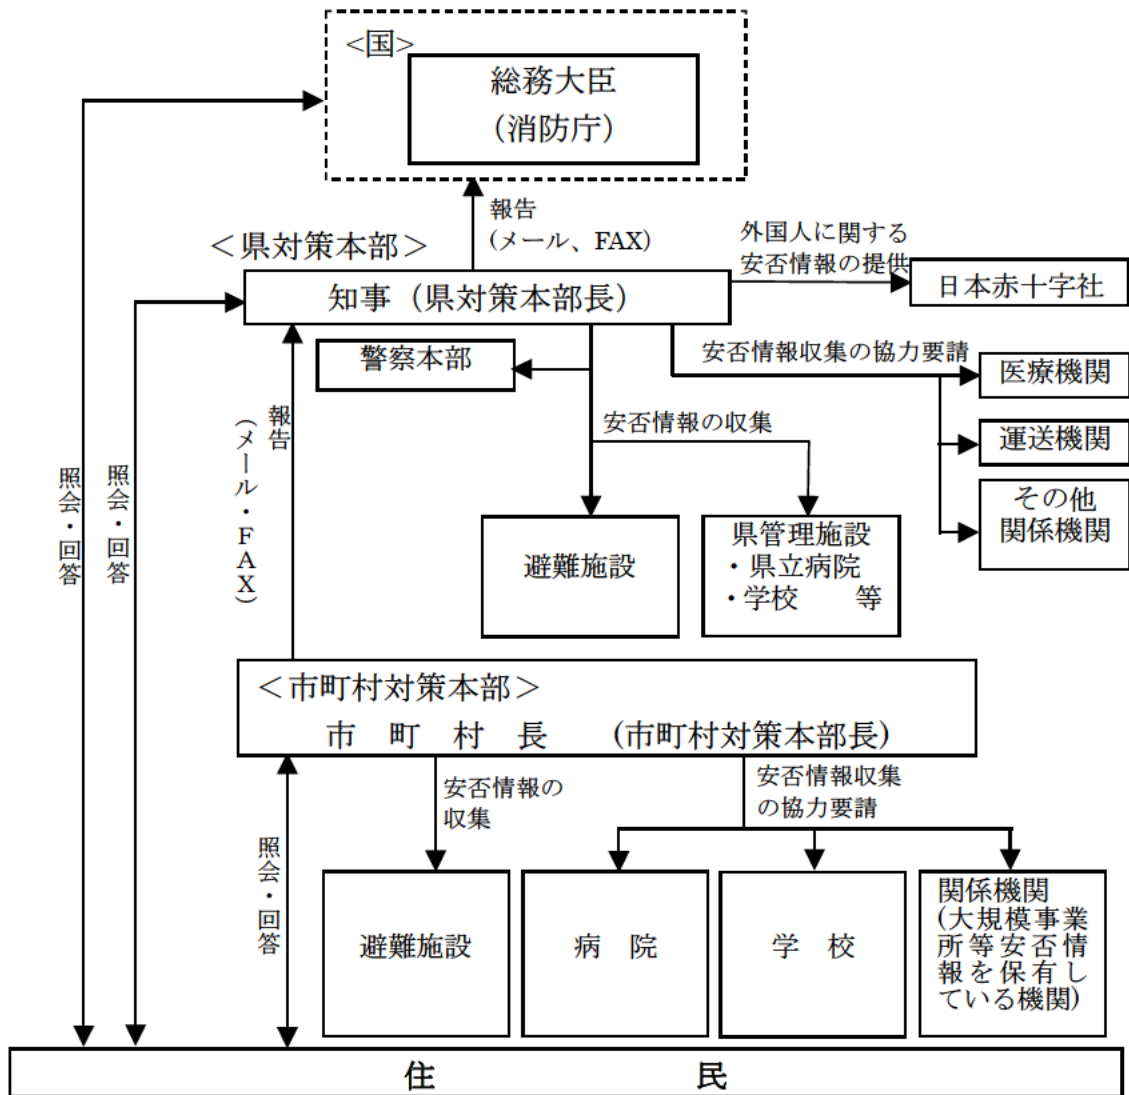 <国>
総務大臣
（消防庁）
報告
(メール、FAX)
＜県対策本部＞
外国人に関する
安否情報の提供
知事（県対策本部長）
日本赤十字社
警察本部
安否情報収集の協力要請
医療機関
報告
（メール・FAX）
安否情報の収集
運送機関
照会・回答
照会・回答
その他
関係機関
避難施設
県管理施設
・県立病院
・学校　　等
＜市町村対策本部＞
市　町　村　長　　(市町村対策本部長)
安否情報の
収集
安否情報収集
の協力要請
照会・回答
避難施設
病　院
学　校
関係機関
(大規模事業
所等安否情
報を保有し
ている機関)
住　　　　　　　　民